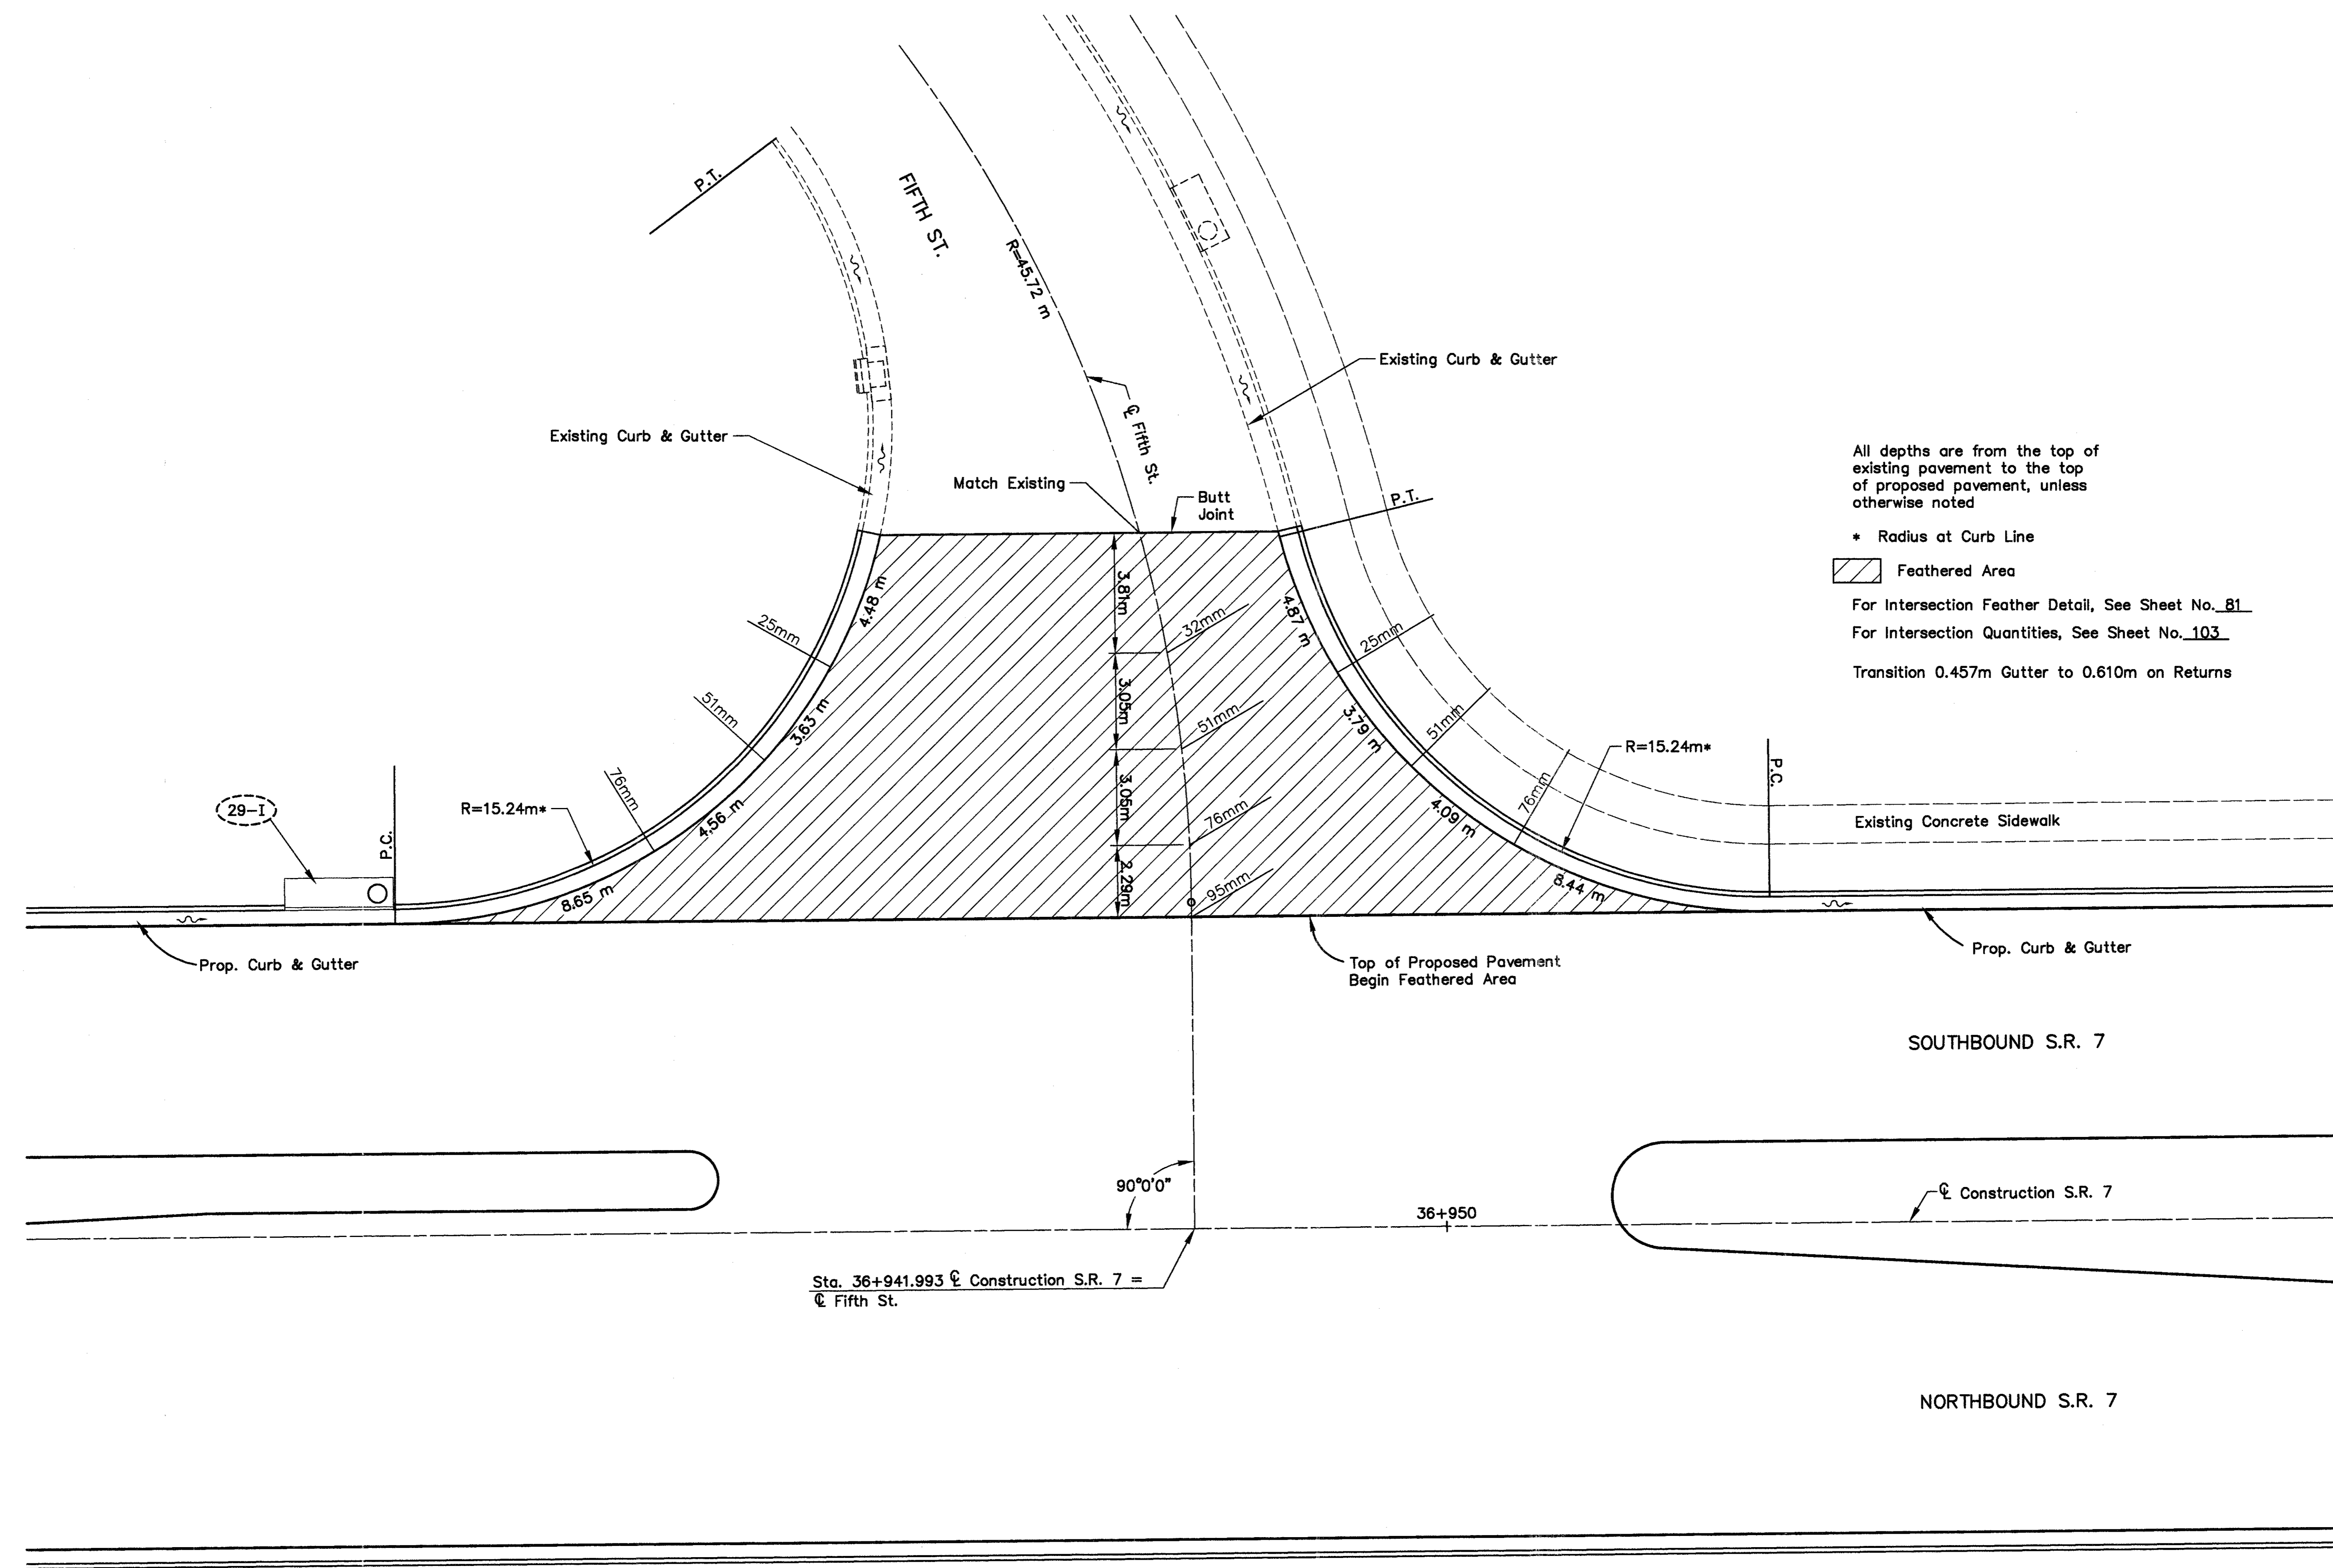 P.T.
FIFTH ST.
R=45.72 m
Existing Curb & Gutter
℄ Fifth St.
Existing Curb & Gutter
Match Existing
Butt
Joint
P.T.
All depths are from the top of
existing pavement to the top
of proposed pavement, unless
otherwise noted
* Radius at Curb Line
Feathered Area
For Intersection Feather Detail, See Sheet No. 81
For Intersection Quantities, See Sheet No. 103
Transition 0.457m Gutter to 0.610m on Returns
4.48 m
3.81m
32mm
4.87 m
25mm
25mm
51mm
3.63 m
3.05m
51mm
3.79 m
51mm
R=15.24m*
P.C.
76mm
29-I
R=15.24m*
P.C.
4.56 m
3.05m
76mm
4.09 m
76mm
Existing Concrete Sidewalk
8.65 m
2.29m
95mm
8.44 m
Prop. Curb & Gutter
Top of Proposed Pavement
Begin Feathered Area
Prop. Curb & Gutter
SOUTHBOUND S.R. 7
90°0'0"
36+950
℄ Construction S.R. 7
Sta. 36+941.993 ℄ Construction S.R. 7 =
℄ Fifth St.
NORTHBOUND S.R. 7